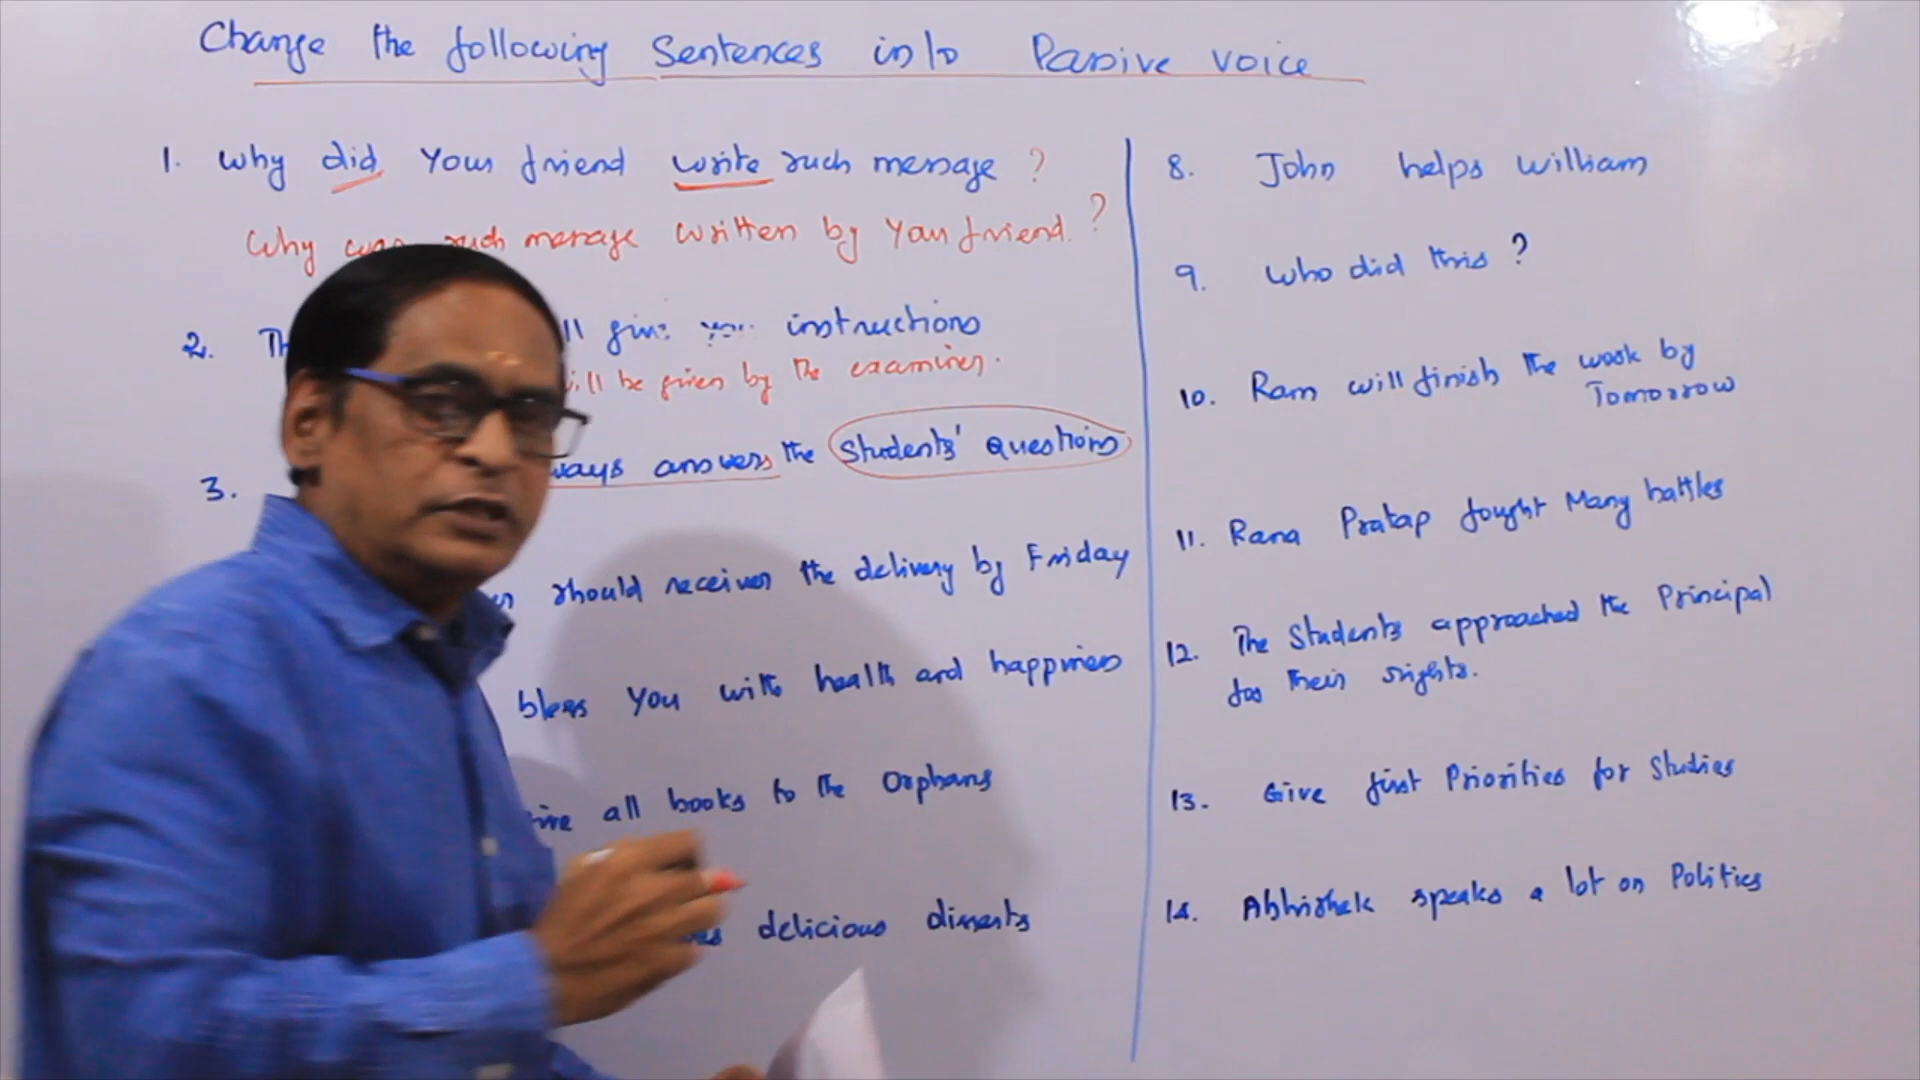 Change the following Sentences into Passive voice
1. Why did your friend write such message ?
Why was such message written by your friend ?
2. give instructions
will be given by the examiner.
3. answers the students' questions
should receive the delivery by Friday
bless You with health and happiness
all books to the Orphans
delicious
8. John helps William
9. Who did this ?
10. Ram will finish the work by
Tomorrow
11. Rana Pratap fought Many battles
12. The Students approached the Principal
for their rights.
13. Give first Priorities for Studies
14. Abhishek speaks a lot on Politics